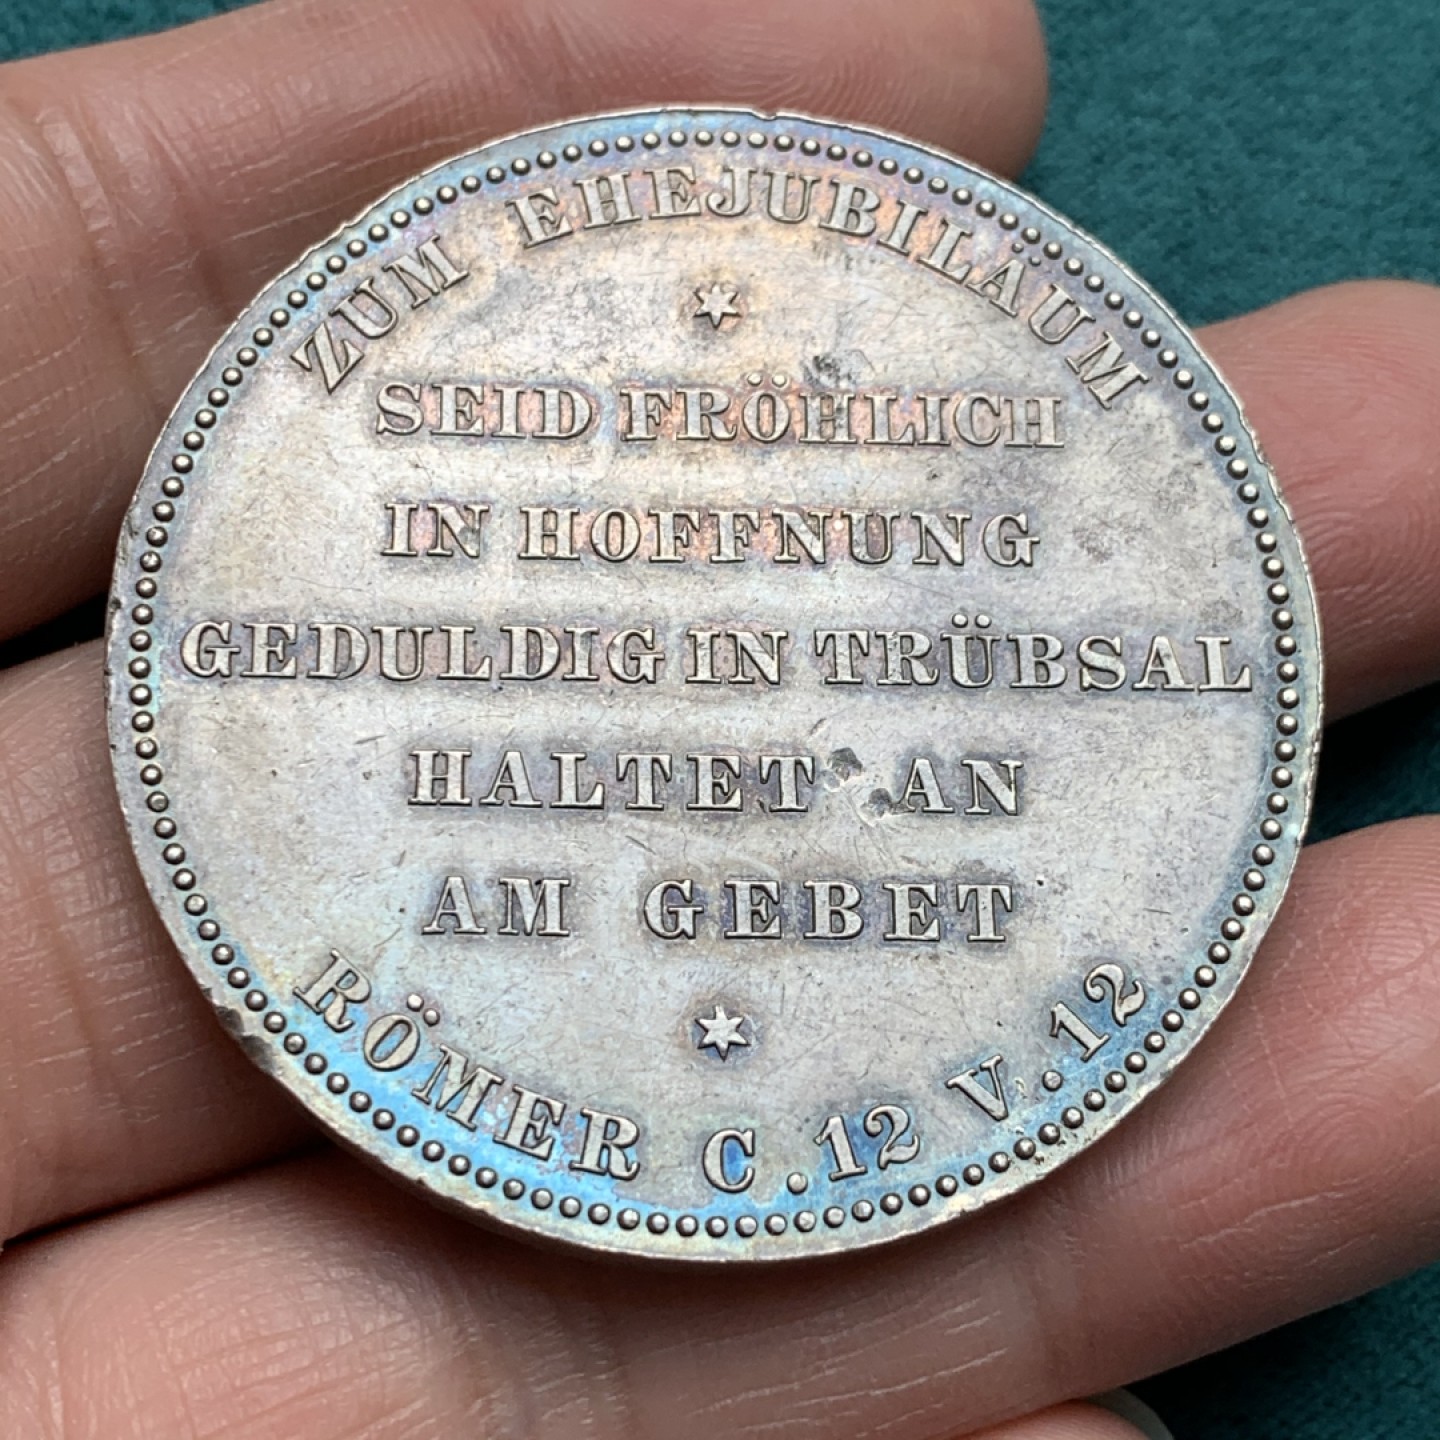 ZUM EHEJUBILÄUM
SEID FRÖHLICH
IN HOFFNUNG
GEDULDIG IN TRÜBSAL
HALTET AN
AM GEBET
RÖMER C.12 V.12